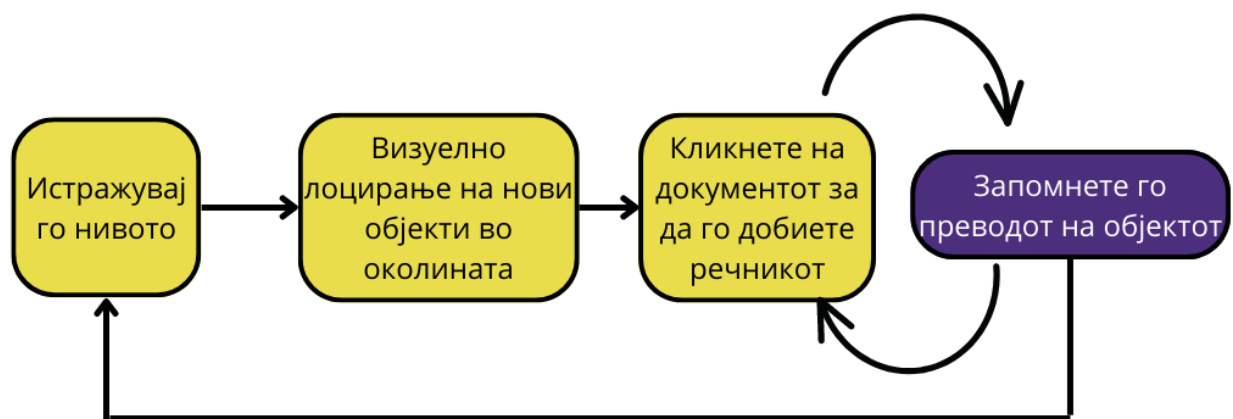 Истражувај
го нивото
Визуелно
лоцирање на нови
објекти во
околината
Кликнете на
документот за
да го добиете
речникот
Запомнете го
преводот на објектот